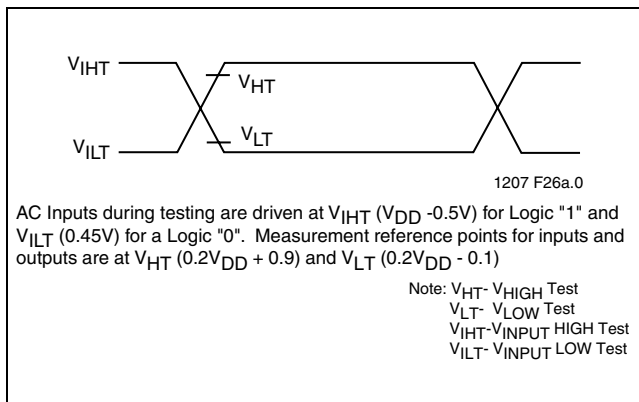 VIHT
VHT
VLT
VILT
1207 F26a.0
AC Inputs during testing are driven at VIHT (VDD -0.5V) for Logic "1" and
VILT (0.45V) for a Logic "0". Measurement reference points for inputs and
outputs are at VHT (0.2VDD + 0.9) and VLT (0.2VDD - 0.1)
Note: VHT- VHIGH Test
VLT- VLOW Test
VIHT-VINPUT HIGH Test
VILT- VINPUT LOW Test